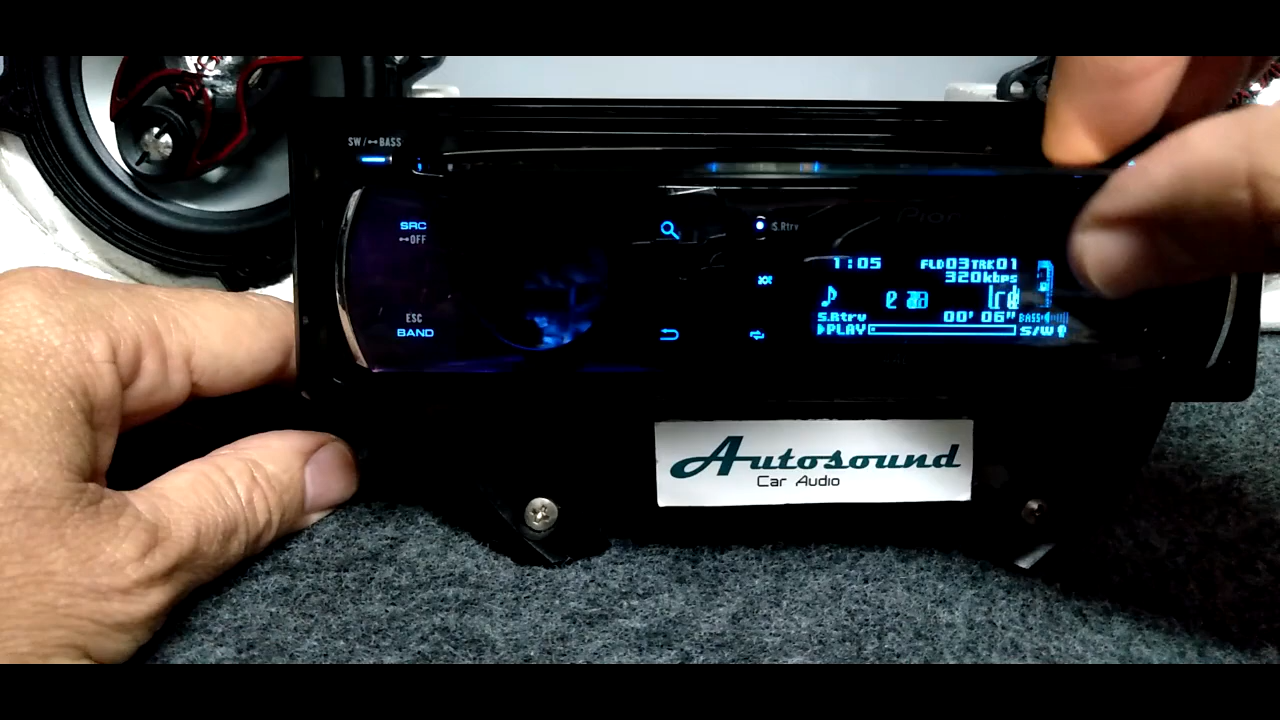 SW / BASS
SRC
OFF
S.Rtrv
1:05 FLD03TRK01
320kbps
ESC
BAND
S.Rtrv 00' 06" BASS
PLAY S/W
Autosound
Car Audio